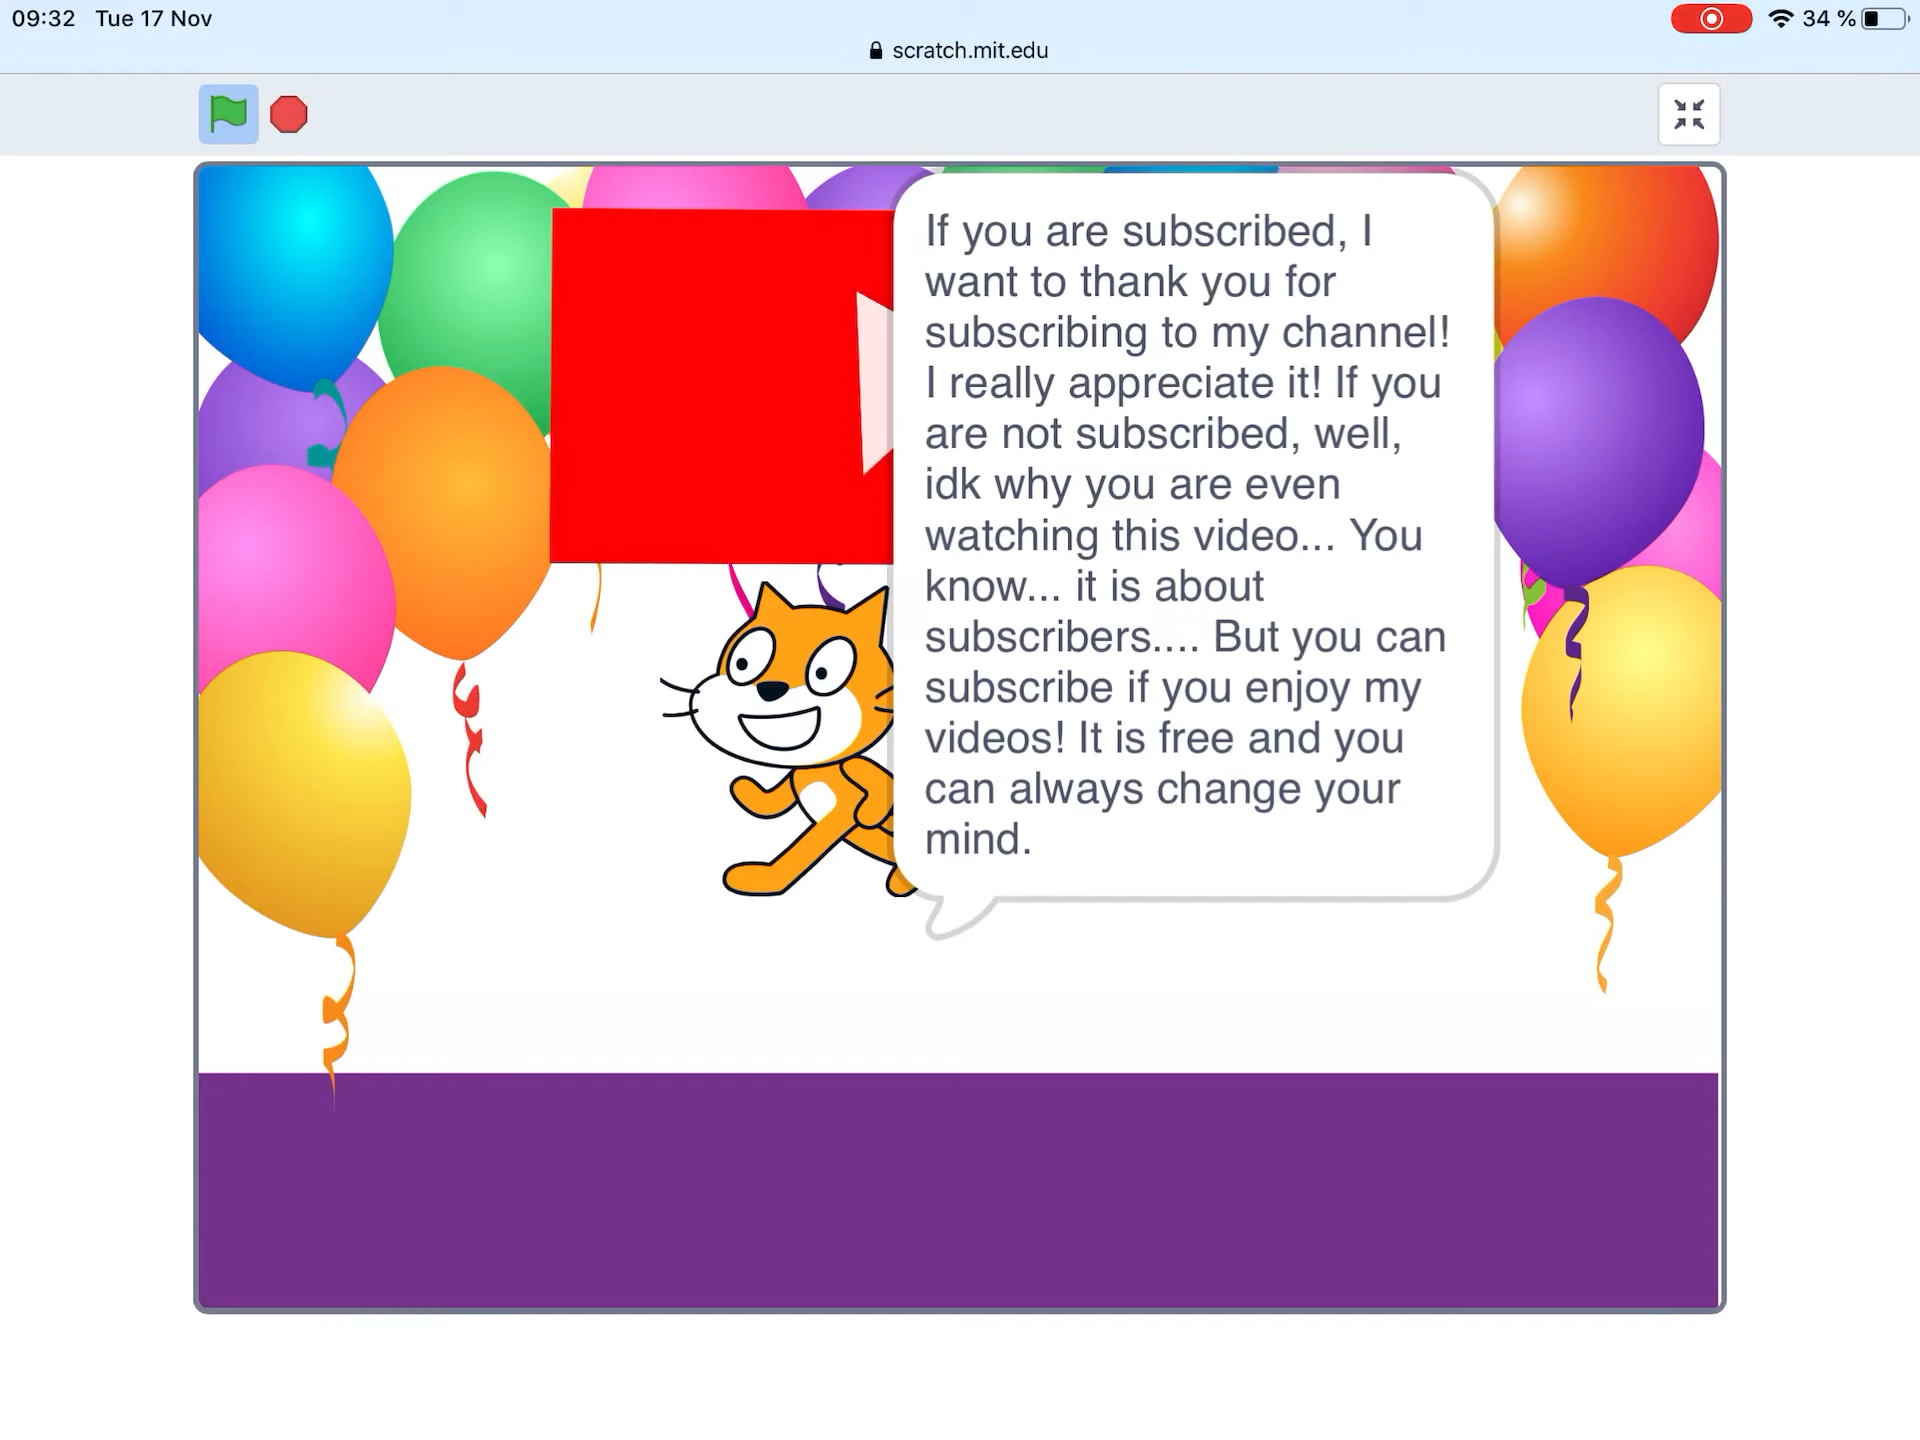 09:32 Tue 17 Nov
34 %
scratch.mit.edu
If you are subscribed, I
want to thank you for
subscribing to my channel!
I really appreciate it! If you
are not subscribed, well,
idk why you are even
watching this video... You
know... it is about
subscribers.... But you can
subscribe if you enjoy my
videos! It is free and you
can always change your
mind.